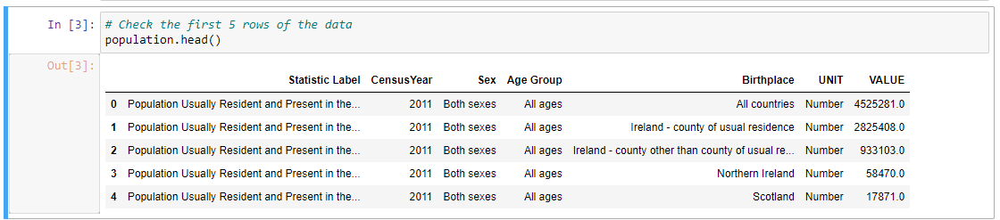 In [3]: # Check the first 5 rows of the data
population.head()
Out[3]:
Statistic Label CensusYear Sex Age Group Birthplace UNIT VALUE
0 Population Usually Resident and Present in the... 2011 Both sexes All ages All countries Number 4525281.0
1 Population Usually Resident and Present in the... 2011 Both sexes All ages Ireland - county of usual residence Number 2825408.0
2 Population Usually Resident and Present in the... 2011 Both sexes All ages Ireland - county other than county of usual re... Number 933103.0
3 Population Usually Resident and Present in the... 2011 Both sexes All ages Northern Ireland Number 58470.0
4 Population Usually Resident and Present in the... 2011 Both sexes All ages Scotland Number 17871.0